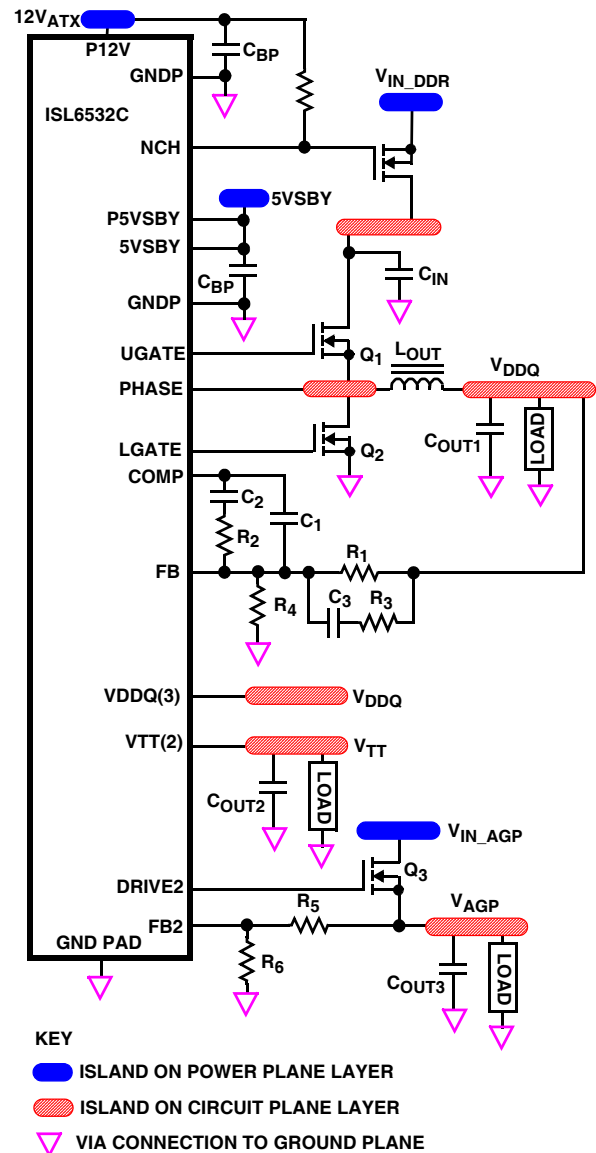 12VATX
P12V
CBP
GNDP
VIN_DDR
ISL6532C
NCH
5VSBY
P5VSBY
5VSBY
CBP
CIN
GNDP
UGATE
Q1
LOUT
VDDQ
PHASE
LGATE
Q2
COUT1
LOAD
COMP
C2
C1
R2
R1
FB
R4
C3
R3
VDDQ(3)
VDDQ
VTT(2)
VTT
COUT2
LOAD
VIN_AGP
DRIVE2
Q3
VAGP
R5
FB2
GND PAD
R6
COUT3
LOAD
KEY
ISLAND ON POWER PLANE LAYER
ISLAND ON CIRCUIT PLANE LAYER
VIA CONNECTION TO GROUND PLANE